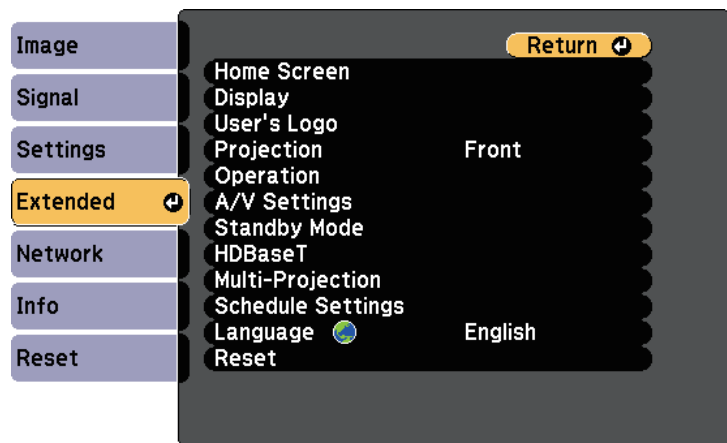 Image
Signal
Settings
Extended
Network
Info
Reset
Return
Home Screen
Display
User's Logo
Projection Front
Operation
A/V Settings
Standby Mode
HDBaseT
Multi-Projection
Schedule Settings
Language English
Reset